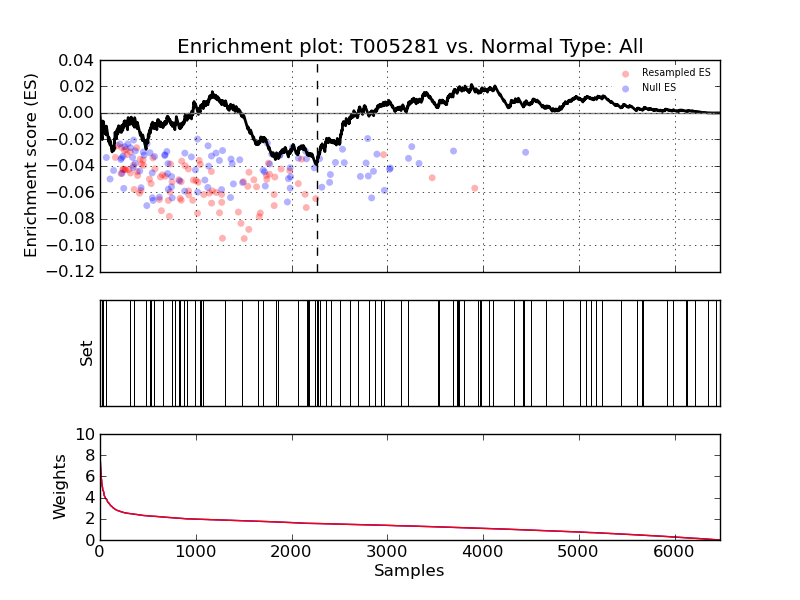 Enrichment plot: T005281 vs. Normal Type: All
Enrichment score (ES)
0.04
0.02
0.00
−0.02
−0.04
−0.06
−0.08
−0.10
−0.12
Resampled ES
Null ES
Set
Weights
10
8
6
4
2
0
0 1000 2000 3000 4000 5000 6000
Samples